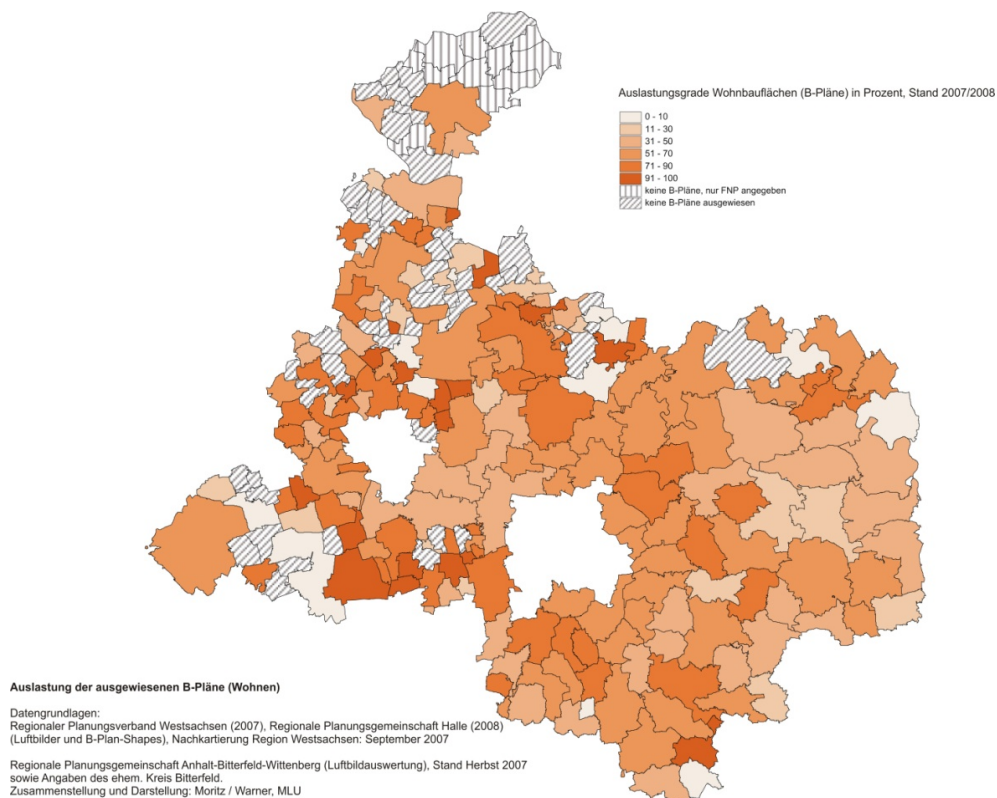 Auslastungsgrade Wohnbauflächen (B-Pläne) in Prozent, Stand 2007/2008
0 - 10
11 - 30
31 - 50
51 - 70
71 - 90
91 - 100
keine B-Pläne, nur FNP angegeben
keine B-Pläne ausgewiesen
Auslastung der ausgewiesenen B-Pläne (Wohnen)
Datengrundlagen:
Regionaler Planungsverband Westsachsen (2007), Regionale Planungsgemeinschaft Halle (2008)
(Luftbilder und B-Plan-Shapes), Nachkartierung Region Westsachsen: September 2007
Regionale Planungsgemeinschaft Anhalt-Bitterfeld-Wittenberg (Luftbildauswertung), Stand Herbst 2007
sowie Angaben des ehem. Kreis Bitterfeld.
Zusammenstellung und Darstellung: Moritz / Warner, MLU